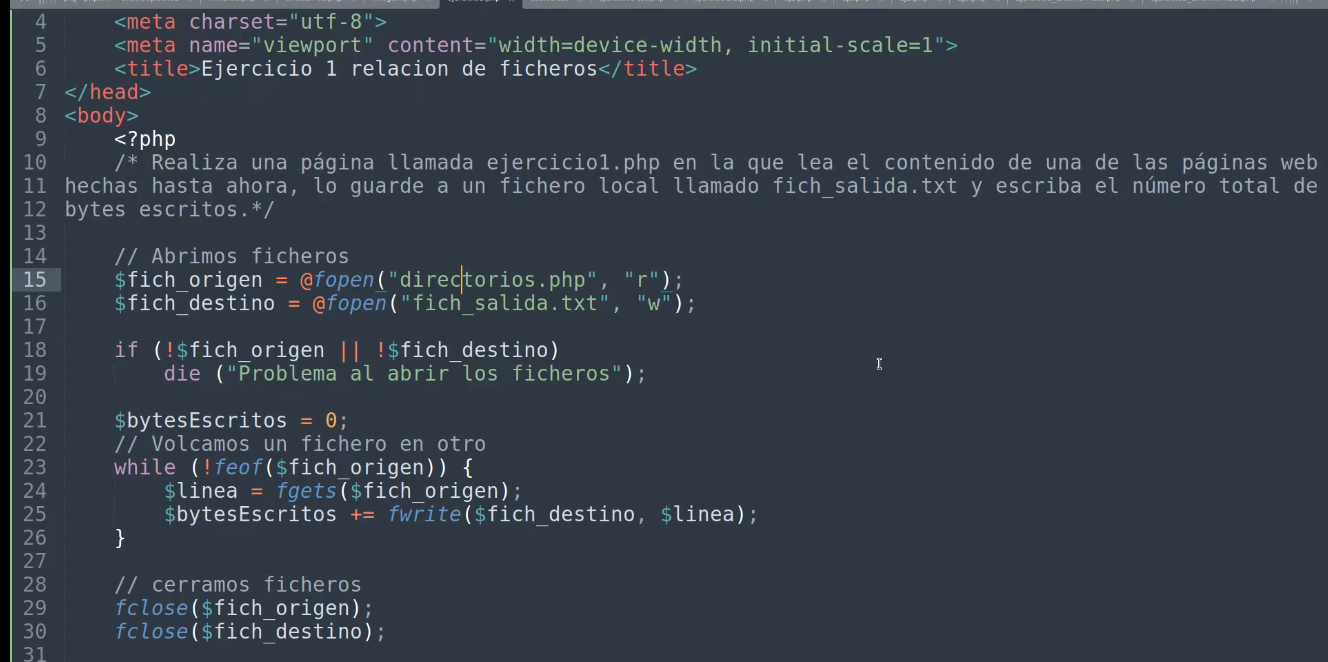 4 <meta charset="utf-8">
5 <meta name="viewport" content="width=device-width, initial-scale=1">
6 <title>Ejercicio 1 relacion de ficheros</title>
7 </head>
8 <body>
9 <?php
10 /* Realiza una página llamada ejercicio1.php en la que lea el contenido de una de las páginas web
11 hechas hasta ahora, lo guarde a un fichero local llamado fich_salida.txt y escriba el número total de
12 bytes escritos.*/
13
14 // Abrimos ficheros
15 $fich_origen = @fopen("directorios.php", "r");
16 $fich_destino = @fopen("fich_salida.txt", "w");
17
18 if (!$fich_origen || !$fich_destino)
19 die ("Problema al abrir los ficheros");
20
21 $bytesEscritos = 0;
22 // Volcamos un fichero en otro
23 while (!feof($fich_origen)) {
24 $linea = fgets($fich_origen);
25 $bytesEscritos += fwrite($fich_destino, $linea);
26 }
27
28 // cerramos ficheros
29 fclose($fich_origen);
30 fclose($fich_destino);
31